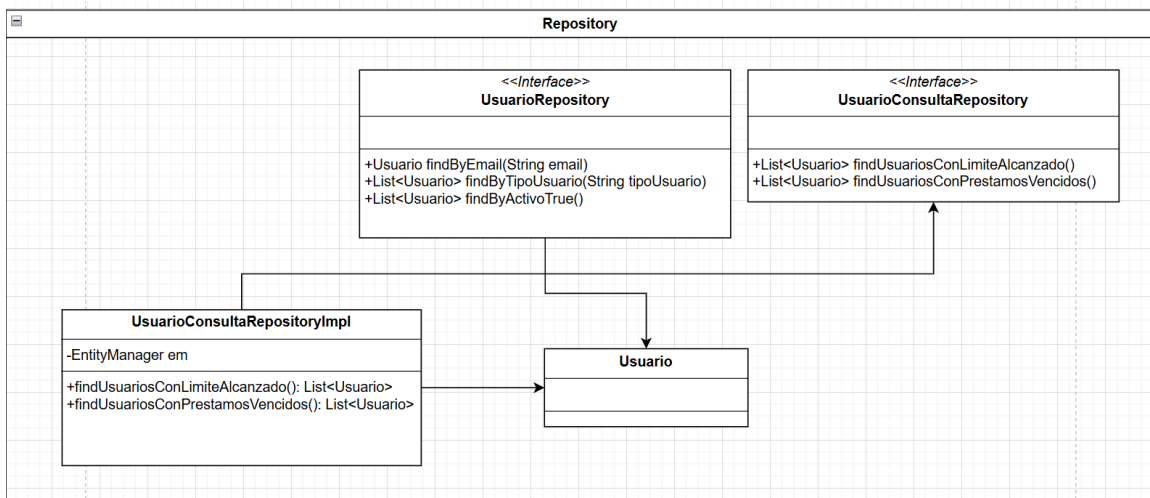 Repository
<<Interface>>
UsuarioRepository
+Usuario findByEmail(String email)
+List<Usuario> findByTipoUsuario(String tipoUsuario)
+List<Usuario> findByActivoTrue()
<<Interface>>
UsuarioConsultaRepository
+List<Usuario> findUsuariosConLimiteAlcanzado()
+List<Usuario> findUsuariosConPrestamosVencidos()
UsuarioConsultaRepositoryImpl
-EntityManager em
+findUsuariosConLimiteAlcanzado(): List<Usuario>
+findUsuariosConPrestamosVencidos(): List<Usuario>
Usuario